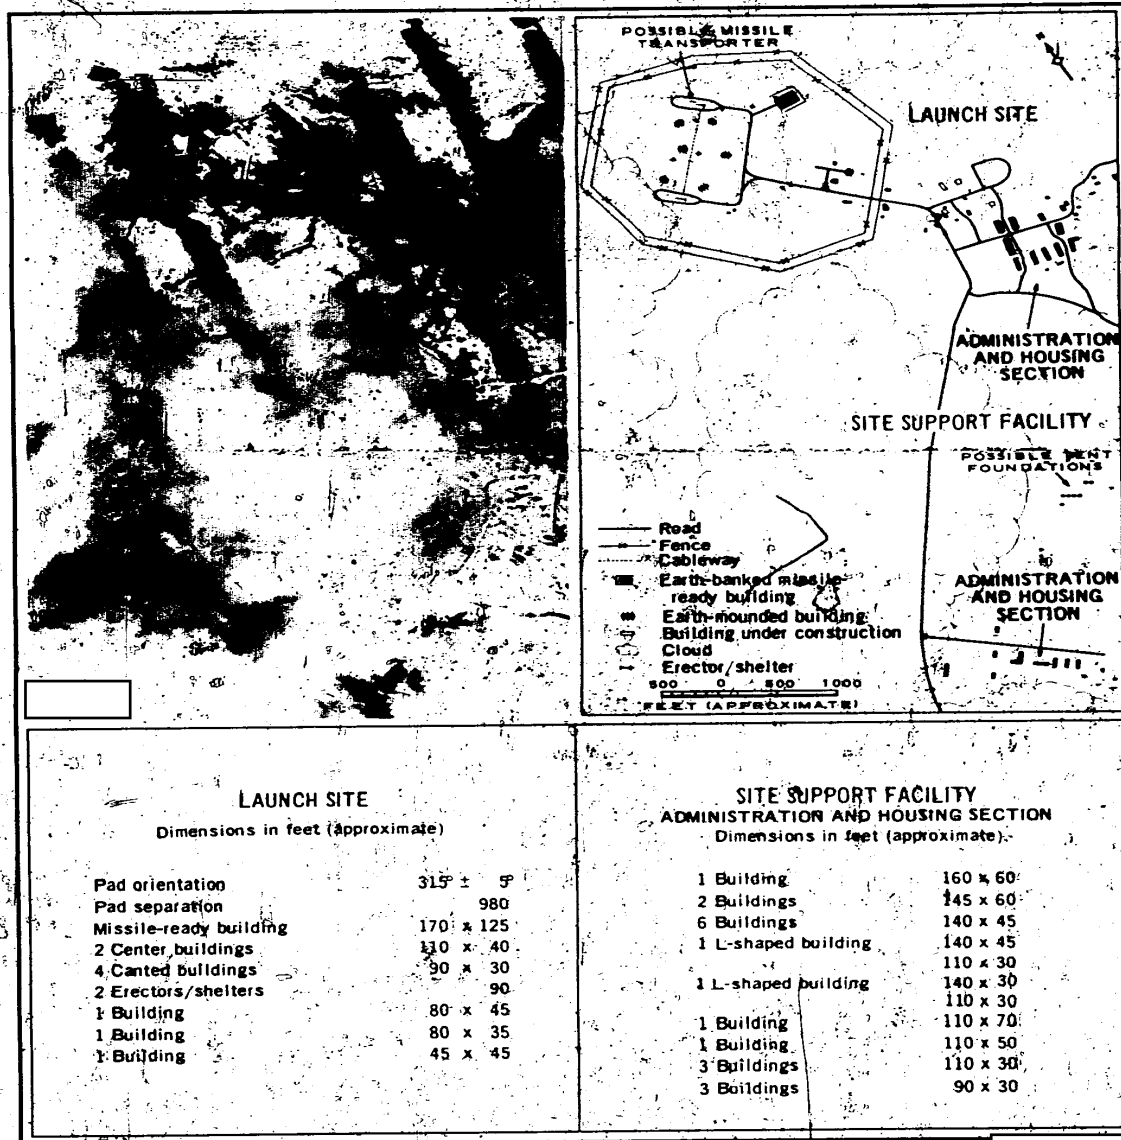 POSSIBLE MISSILE
TRANSPORTER
LAUNCH SITE
N
ADMINISTRATION
AND HOUSING
SECTION
SITE SUPPORT FACILITY
POSSIBLE TENT
FOUNDATIONS
Road
Fence
Cableway
Earth-banked missile-
ready building
Earth-mounded building
Building under construction
Cloud
Erector/shelter
500 0 500 1000
FEET (APPROXIMATE)
ADMINISTRATION
AND HOUSING
SECTION
LAUNCH SITE
Dimensions in feet (approximate)
Pad orientation 315° ± 5°
Pad separation 980
Missile-ready building 170 x 125
2 Center buildings 110 x 40
4 Canted buildings 90 x 30
2 Erectors/shelters 90
1 Building 80 x 45
1 Building 80 x 35
1 Building 45 x 45
SITE SUPPORT FACILITY
ADMINISTRATION AND HOUSING SECTION
Dimensions in feet (approximate)
1 Building 160 x 60
2 Buildings 145 x 60
6 Buildings 140 x 45
1 L-shaped building 140 x 45
110 x 30
1 L-shaped building 140 x 30
110 x 30
1 Building 110 x 70
1 Building 110 x 50
3 Buildings 110 x 30
3 Buildings 90 x 30